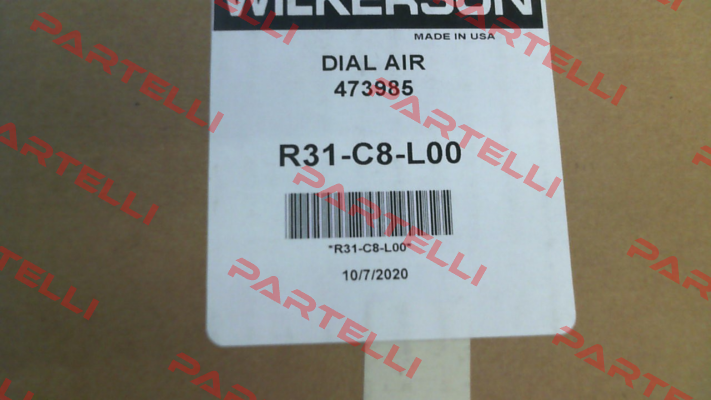 WILKERSON
MADE IN USA
DIAL AIR
473985
R31-C8-L00
"R31-C8-L00"
10/7/2020
PARTELLI
PARTELLI
PARTELLI
PARTELLI
PARTELLI
PARTELLI
PARTELLI
PARTELLI
PARTELLI